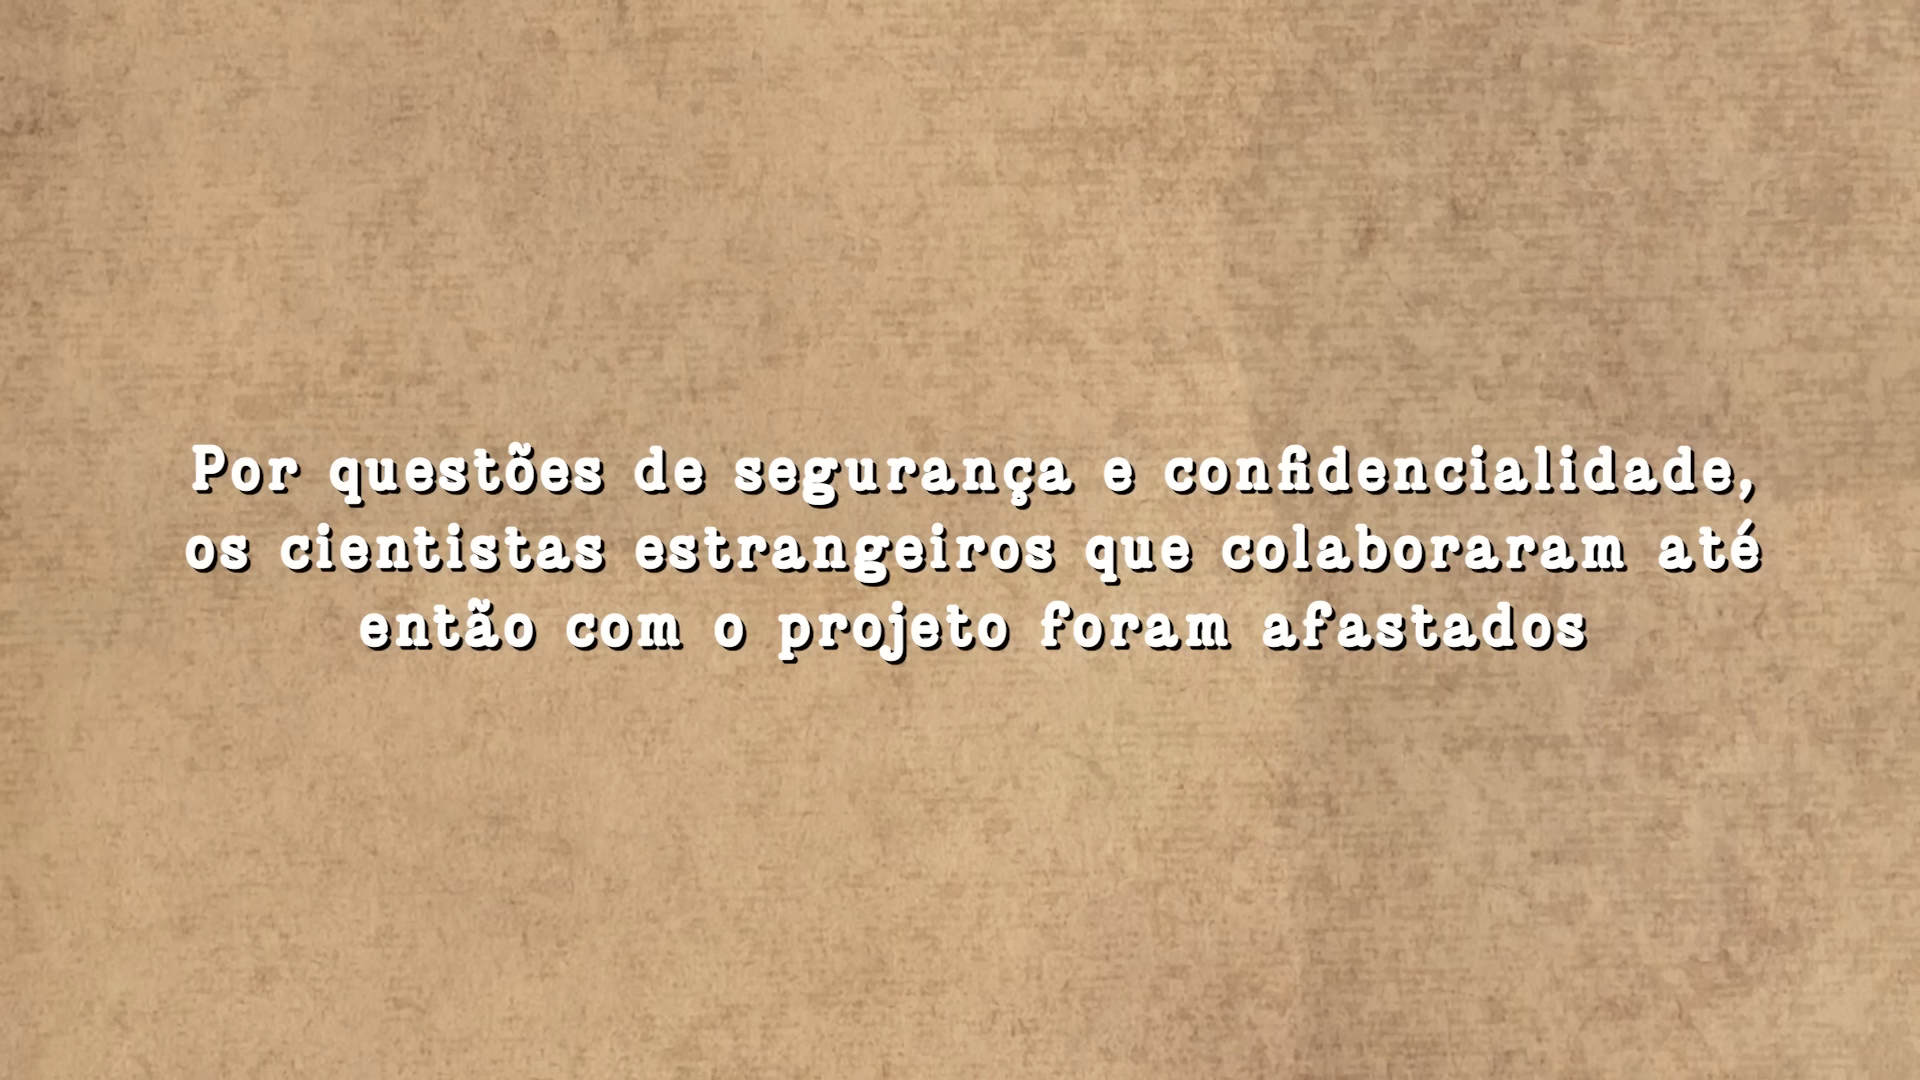 Por questões de segurança e confidencialidade,
os cientistas estrangeiros que colaboraram até
então com o projeto foram afastados